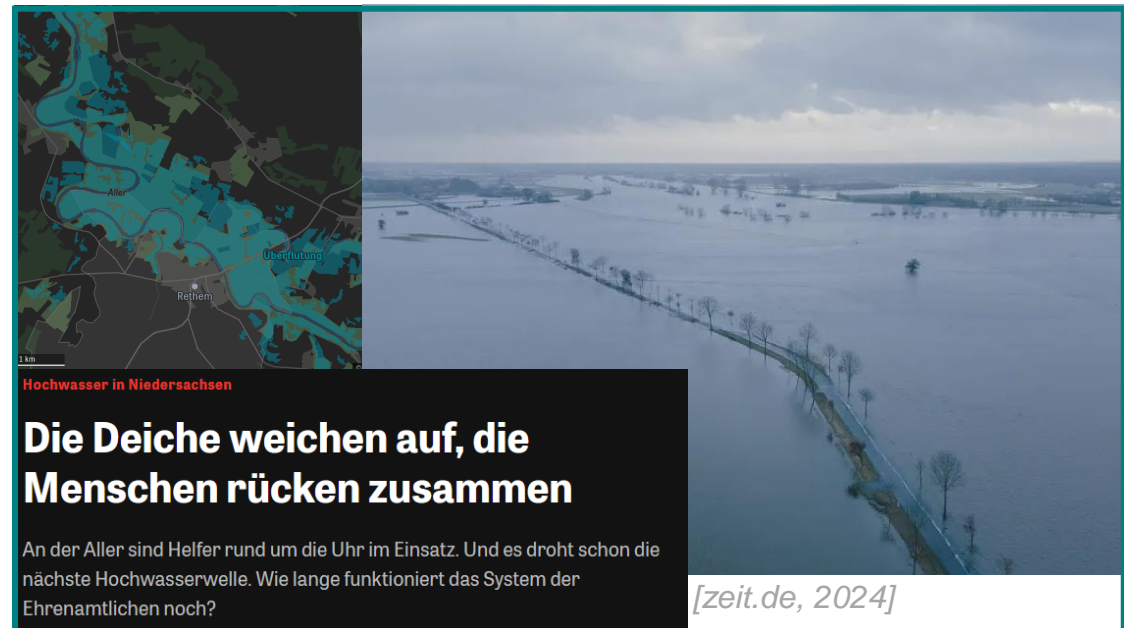 Aller
Überflutung
Rethem
1 km
Hochwasser in Niedersachsen
Die Deiche weichen auf, die
Menschen rücken zusammen
An der Aller sind Helfer rund um die Uhr im Einsatz. Und es droht schon die
nächste Hochwasserwelle. Wie lange funktioniert das System der
Ehrenamtlichen noch?
[zeit.de, 2024]